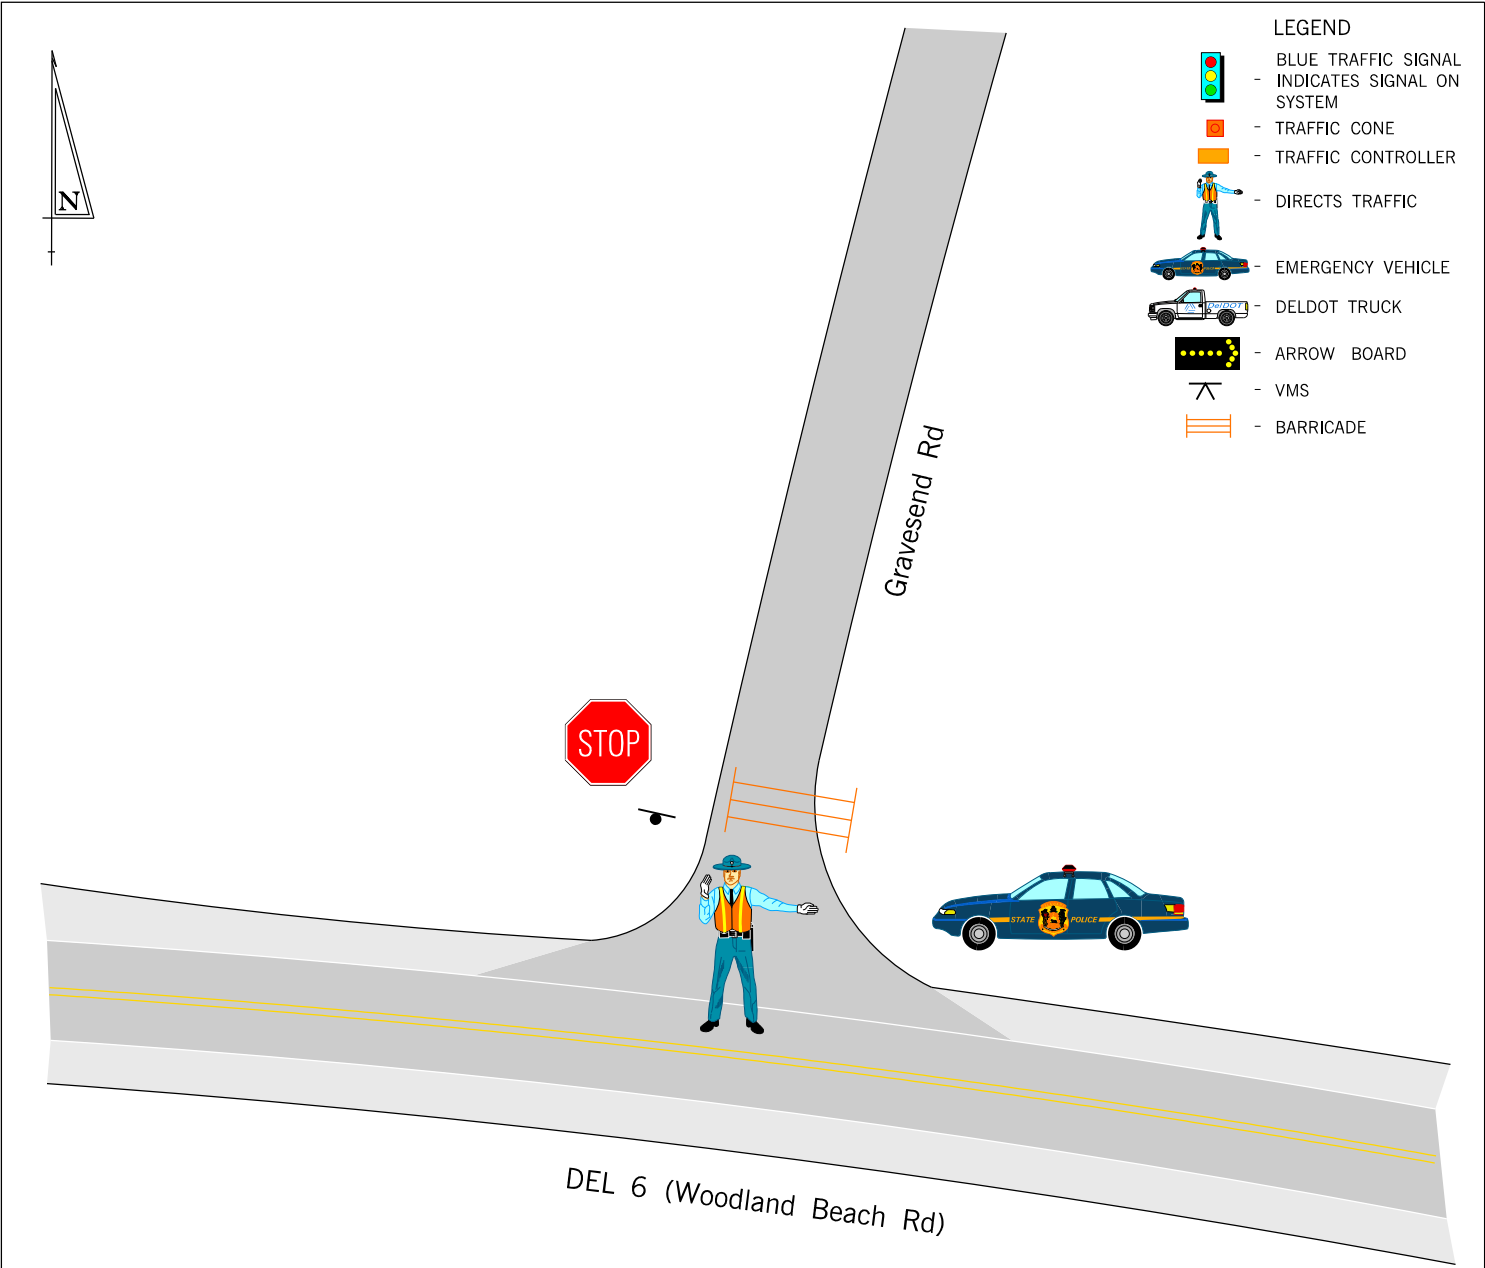 LEGEND
BLUE TRAFFIC SIGNAL
INDICATES SIGNAL ON
SYSTEM
- TRAFFIC CONE
- TRAFFIC CONTROLLER
- DIRECTS TRAFFIC
- EMERGENCY VEHICLE
DelDOT
- DELDOT TRUCK
- ARROW BOARD
- VMS
- BARRICADE
N
Gravesend Rd
STOP
STATE POLICE
DEL 6 (Woodland Beach Rd)